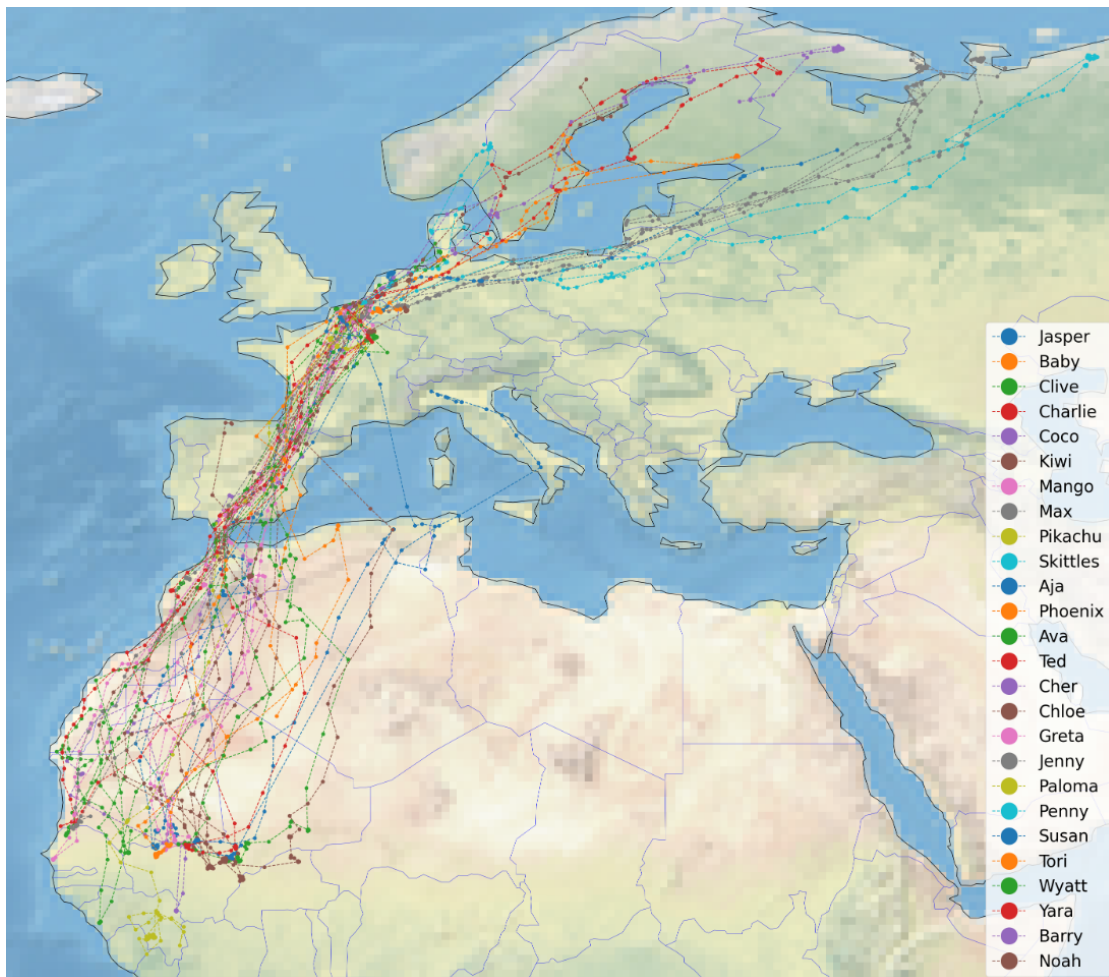 Jasper
Baby
Clive
Charlie
Coco
Kiwi
Mango
Max
Pikachu
Skittles
Aja
Phoenix
Ava
Ted
Cher
Chloe
Greta
Jenny
Paloma
Penny
Susan
Tori
Wyatt
Yara
Barry
Noah